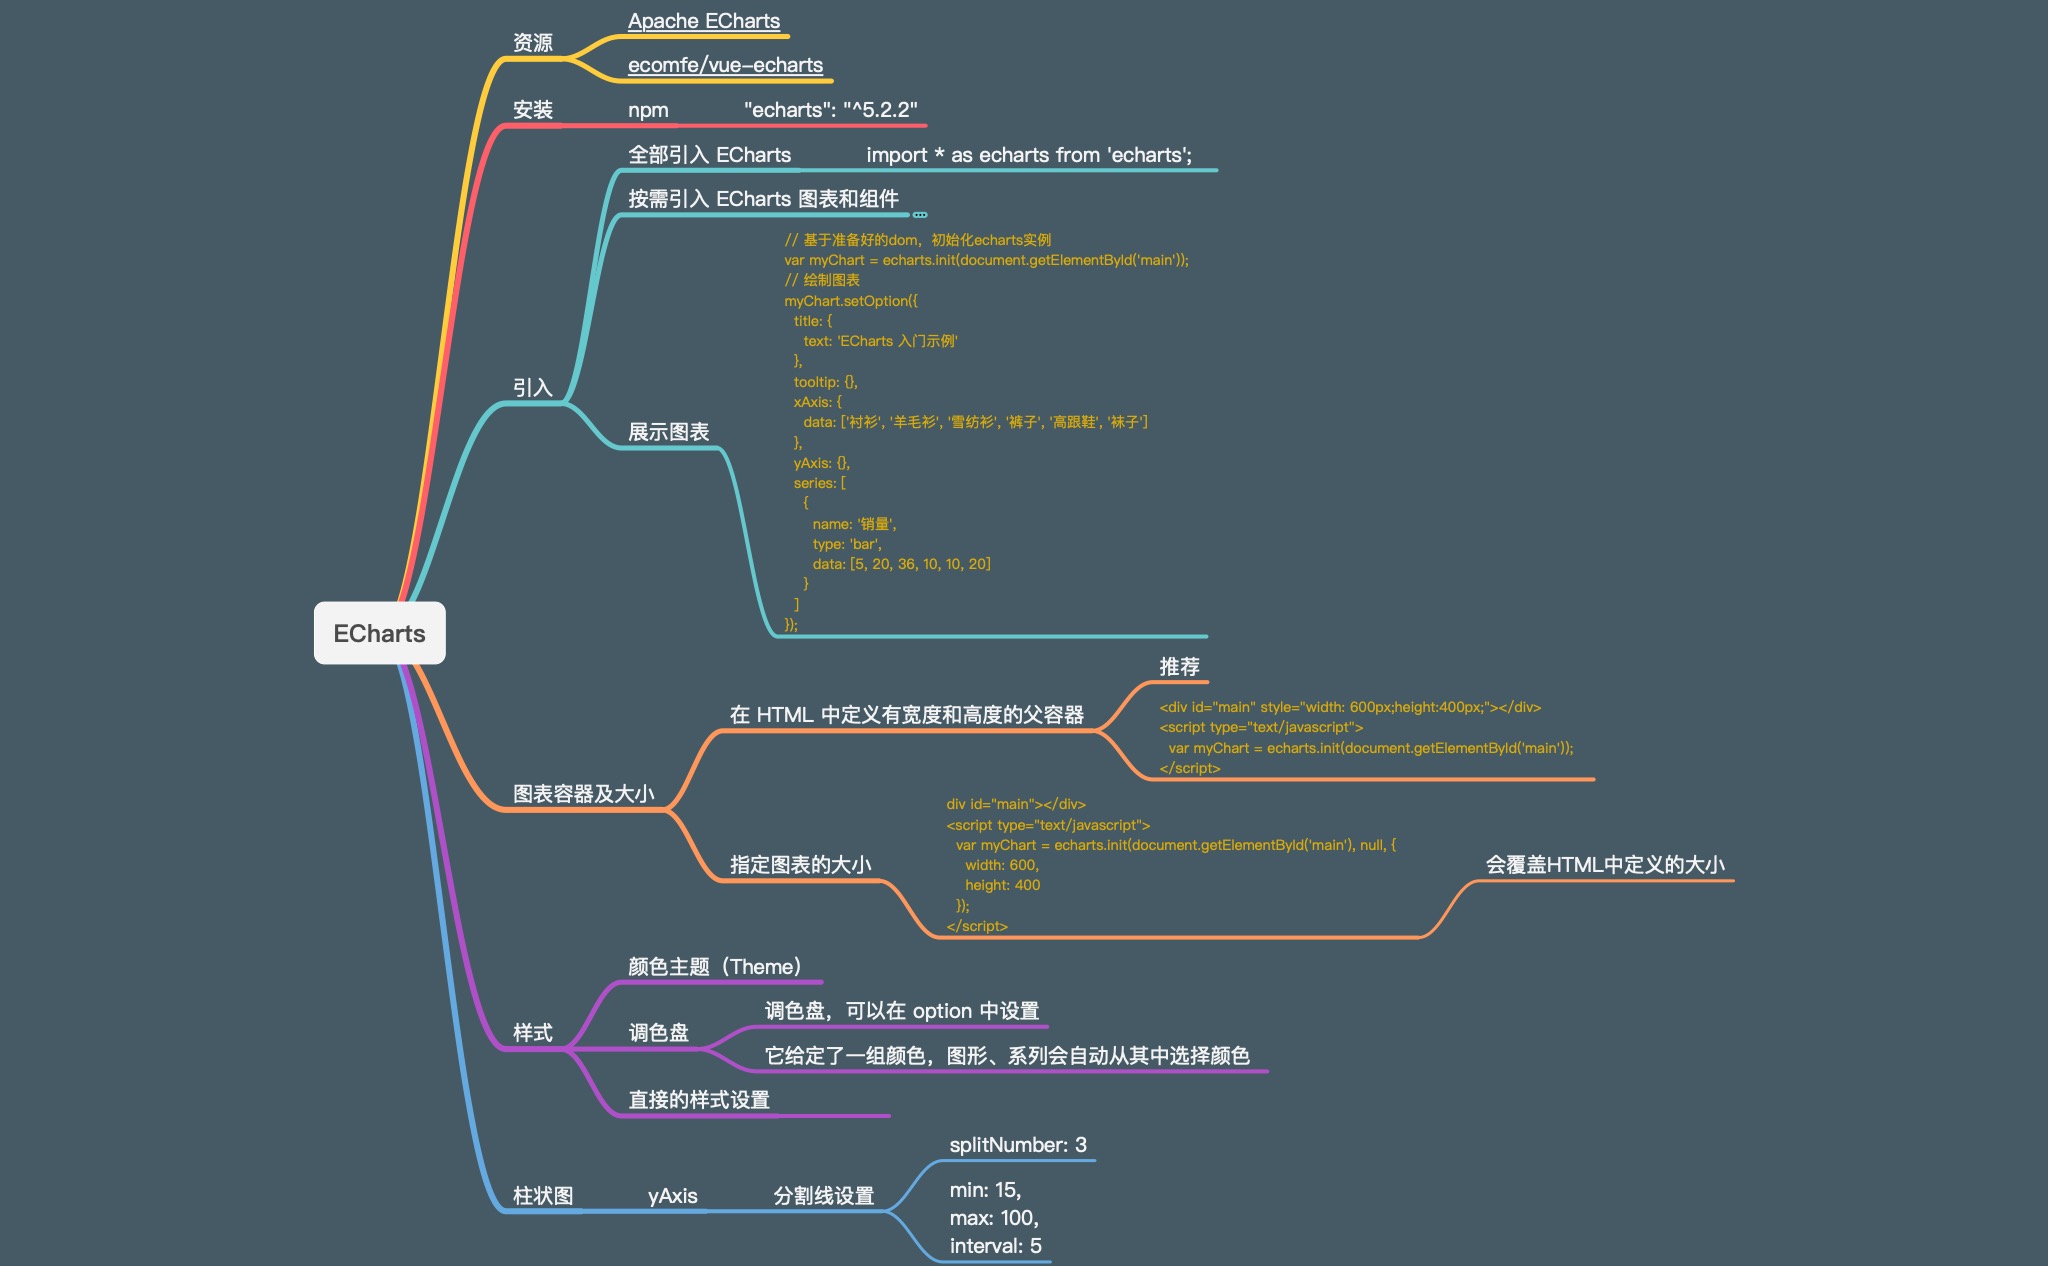 ECharts
资源
Apache ECharts
ecomfe/vue-echarts
安装
npm
"echarts": "^5.2.2"
引入
全部引入 ECharts
import * as echarts from 'echarts';
按需引入 ECharts 图表和组件
展示图表
// 基于准备好的dom，初始化echarts实例
var myChart = echarts.init(document.getElementById('main'));
// 绘制图表
myChart.setOption({
  title: {
    text: 'ECharts 入门示例'
  },
  tooltip: {},
  xAxis: {
    data: ['衬衫', '羊毛衫', '雪纺衫', '裤子', '高跟鞋', '袜子']
  },
  yAxis: {},
  series: [
    {
      name: '销量',
      type: 'bar',
      data: [5, 20, 36, 10, 10, 20]
    }
  ]
});
图表容器及大小
在 HTML 中定义有宽度和高度的父容器
推荐
<div id="main" style="width: 600px;height:400px;"></div>
<script type="text/javascript">
  var myChart = echarts.init(document.getElementById('main'));
</script>
指定图表的大小
div id="main"></div>
<script type="text/javascript">
  var myChart = echarts.init(document.getElementById('main'), null, {
    width: 600,
    height: 400
  });
</script>
会覆盖HTML中定义的大小
样式
颜色主题（Theme）
调色盘
调色盘，可以在 option 中设置
它给定了一组颜色，图形、系列会自动从其中选择颜色
直接的样式设置
柱状图
yAxis
分割线设置
splitNumber: 3
min: 15,
max: 100,
interval: 5